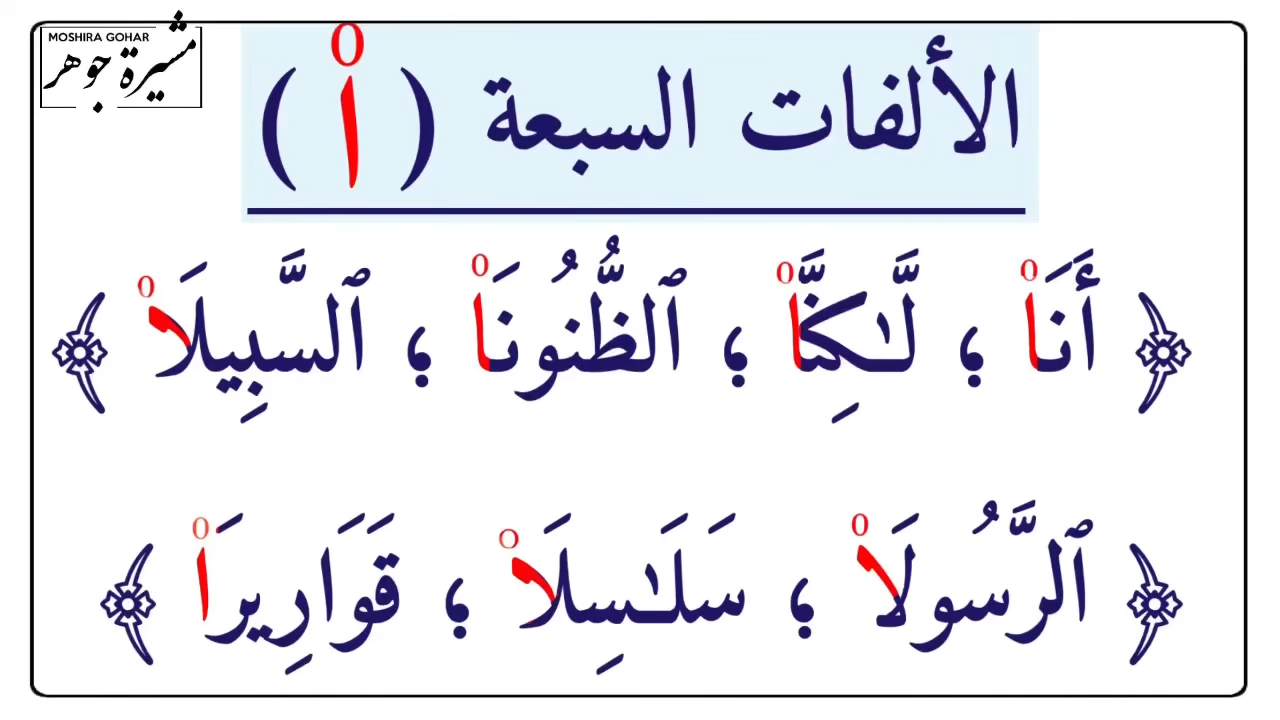 MOSHIRA GOHAR
مشيرة جوهر
الألفات السبعة ( ا۠ )
﴿ أَنَا۠ ؛ لَّـٰكِنَّا۠ ؛ ٱلظُّنُونَا۠ ؛ ٱلسَّبِيلَا۠ ﴾
﴿ ٱلرَّسُولَا۠ ؛ سَلَـٰسِلَا۠ ؛ قَوَارِيرَا۠ ﴾